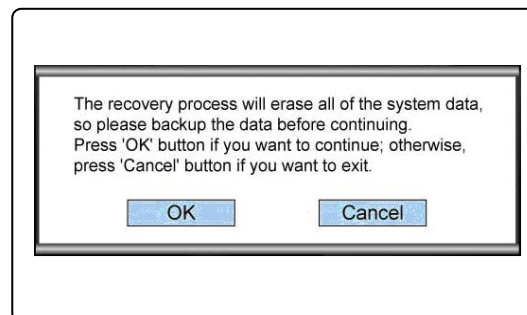 The recovery process will erase all of the system data,
so please backup the data before continuing.
Press 'OK' button if you want to continue; otherwise,
press 'Cancel' button if you want to exit.
OK Cancel